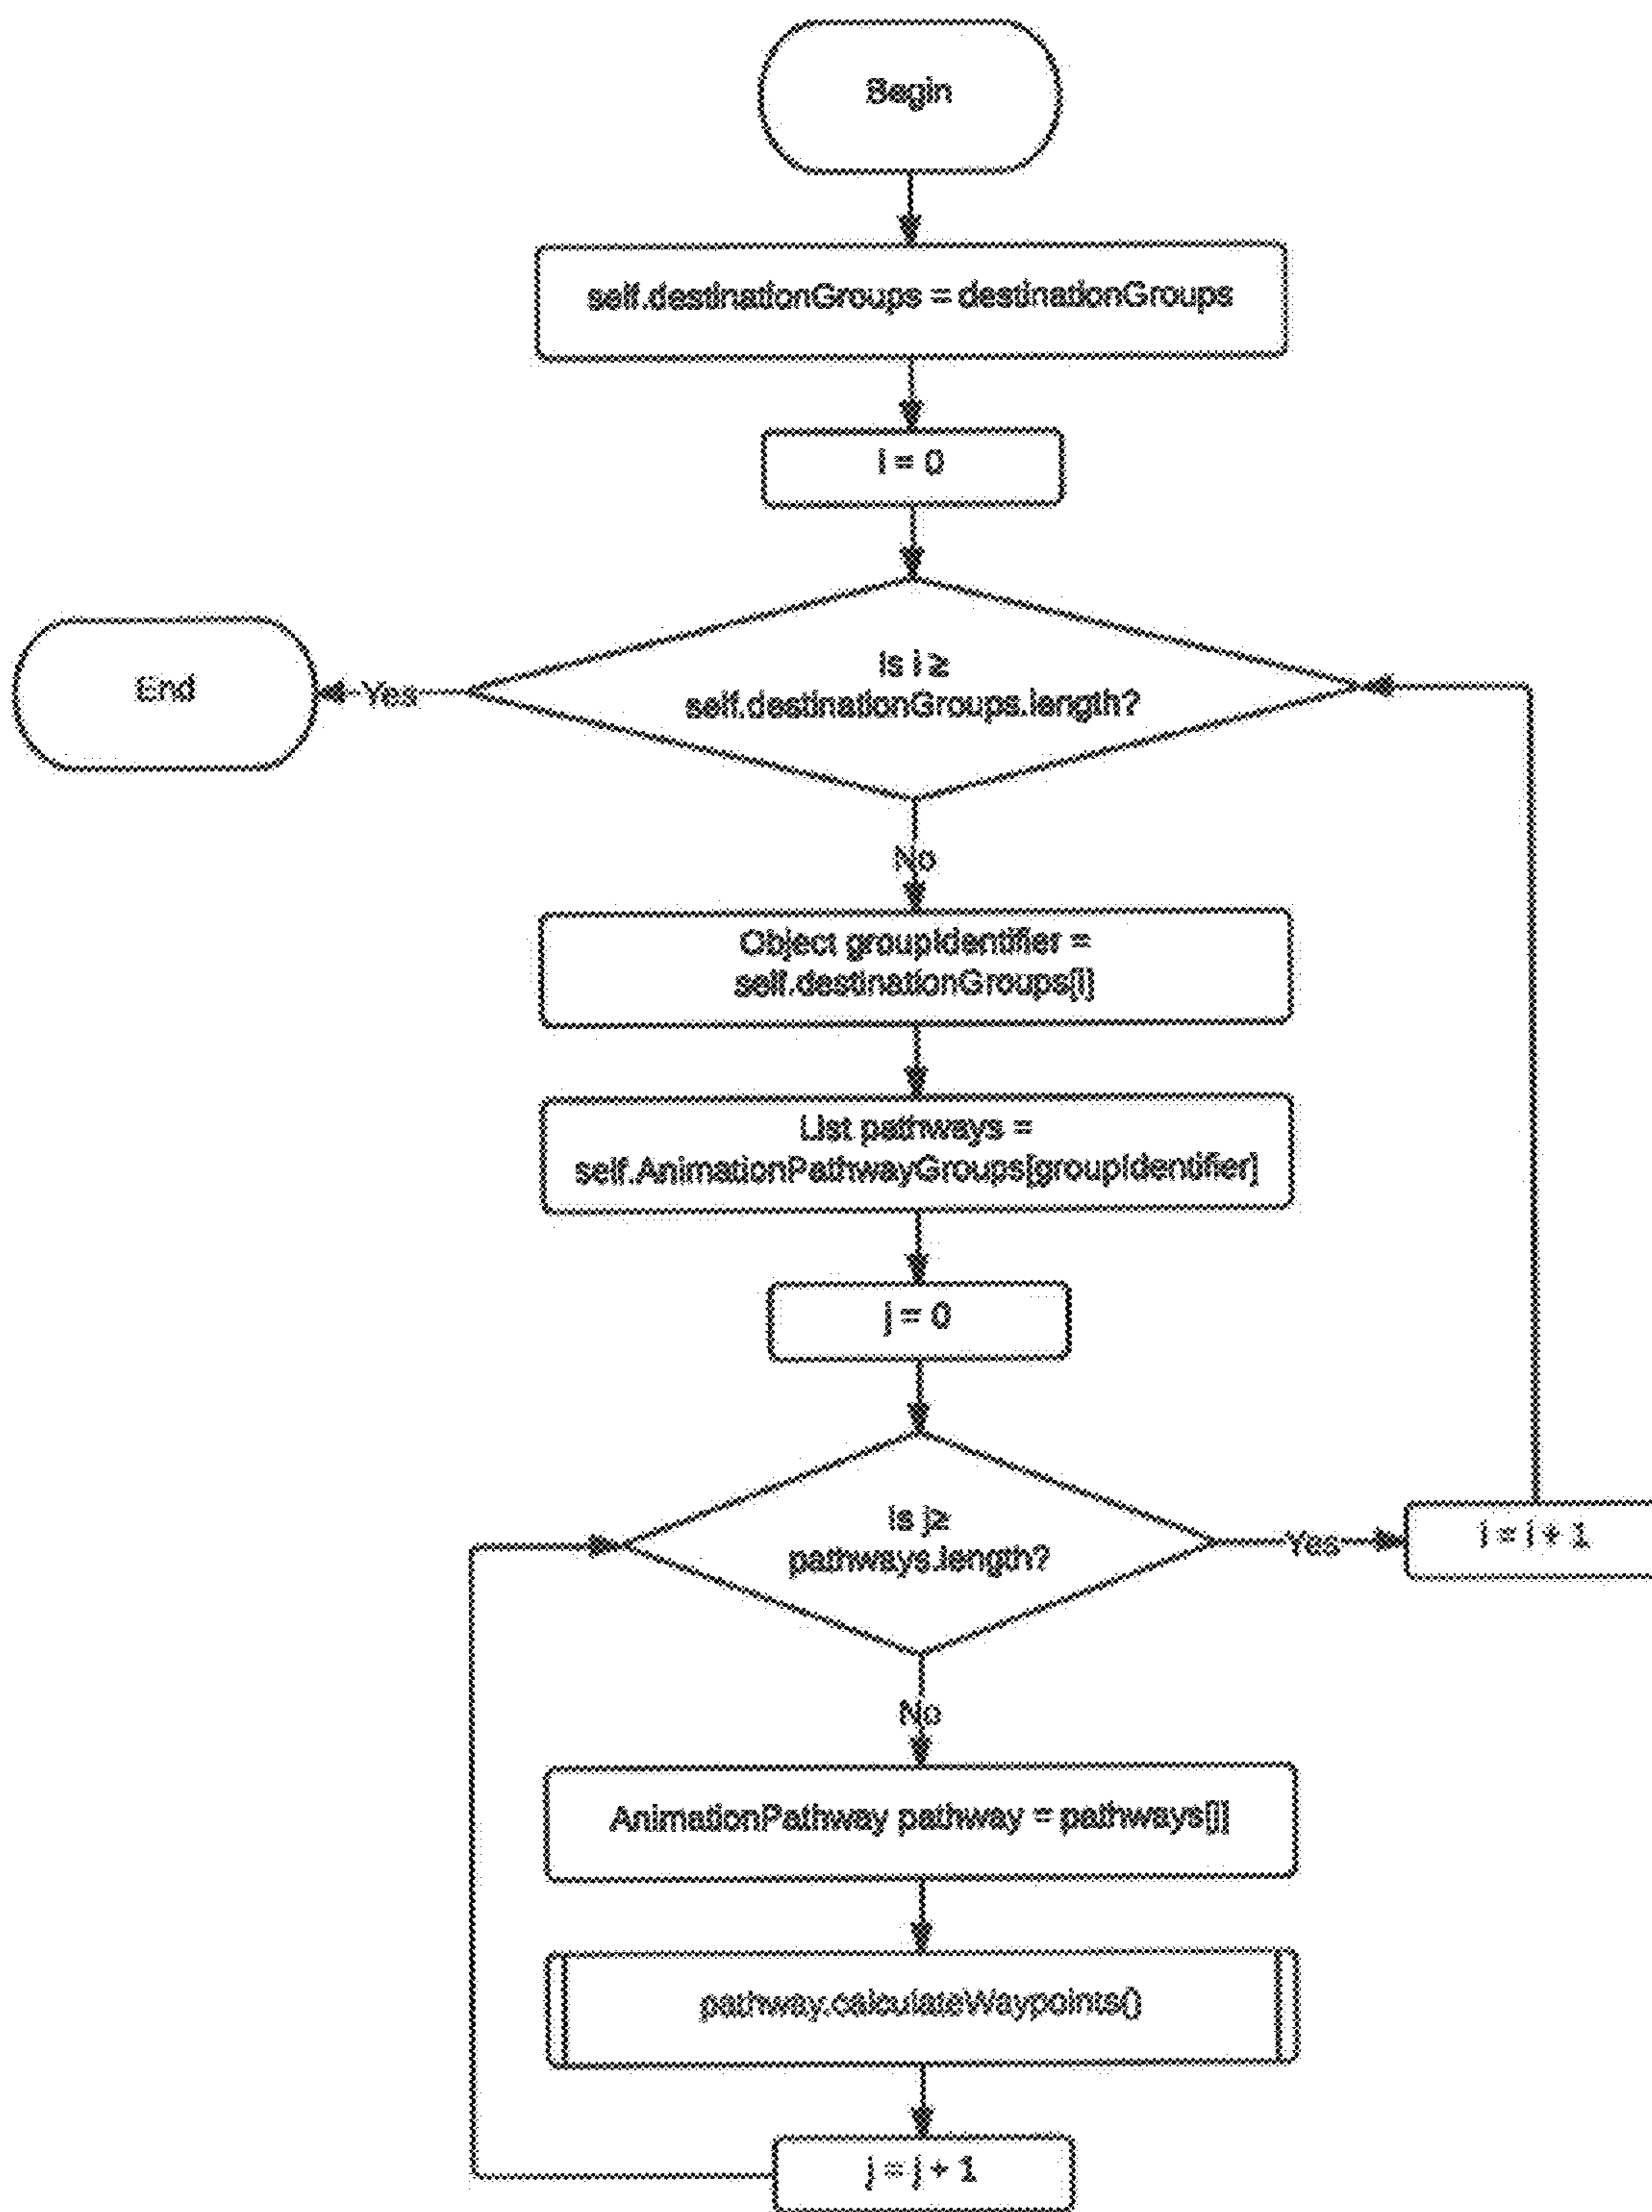 Begin
self.destinationGroups = destinationGroups
i = 0
Is i ≥
self.destinationGroups.length?
Yes
End
No
Object groupIdentifier =
self.destinationGroups[i]
List pathways =
self.AnimationPathwayGroups[groupIdentifier]
j = 0
Is j≥
pathways.length?
Yes
i = i + 1
No
AnimationPathway pathway = pathways[j]
pathway.calculateWaypoints()
j = j + 1